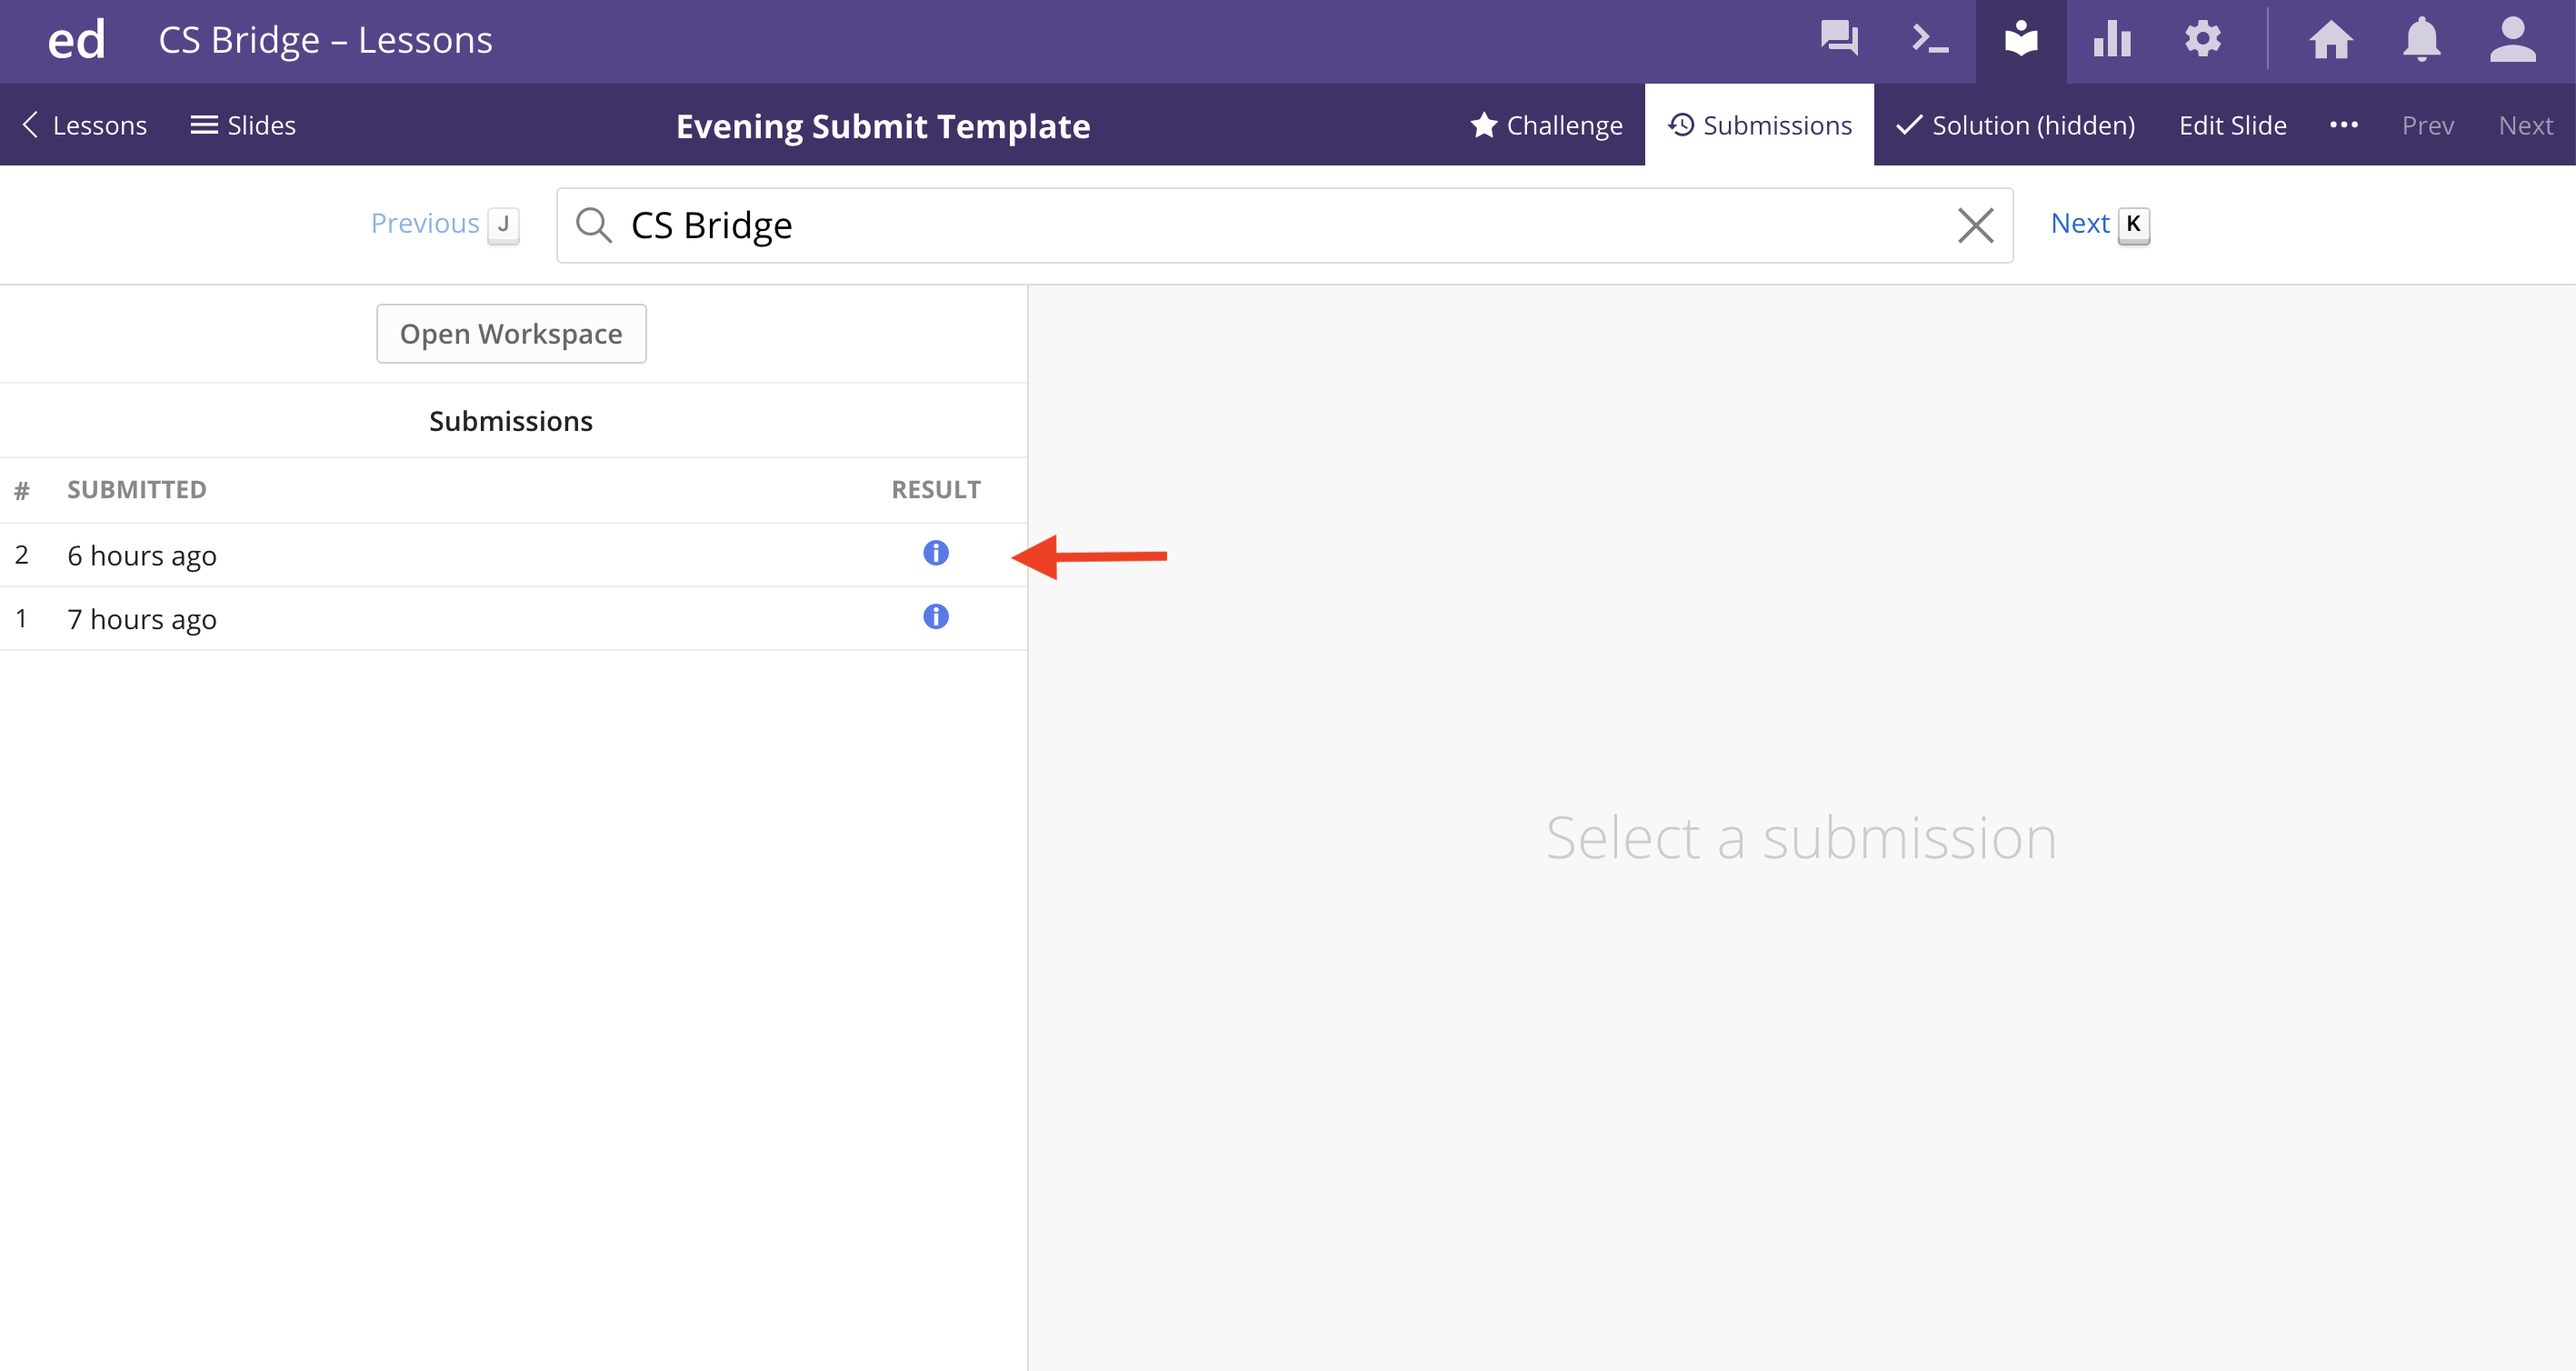 ed CS Bridge – Lessons
Lessons Slides Evening Submit Template Challenge Submissions Solution (hidden) Edit Slide ••• Prev Next
Previous J CS Bridge Next K
Open Workspace
Submissions
# SUBMITTED RESULT
2 6 hours ago
1 7 hours ago
Select a submission